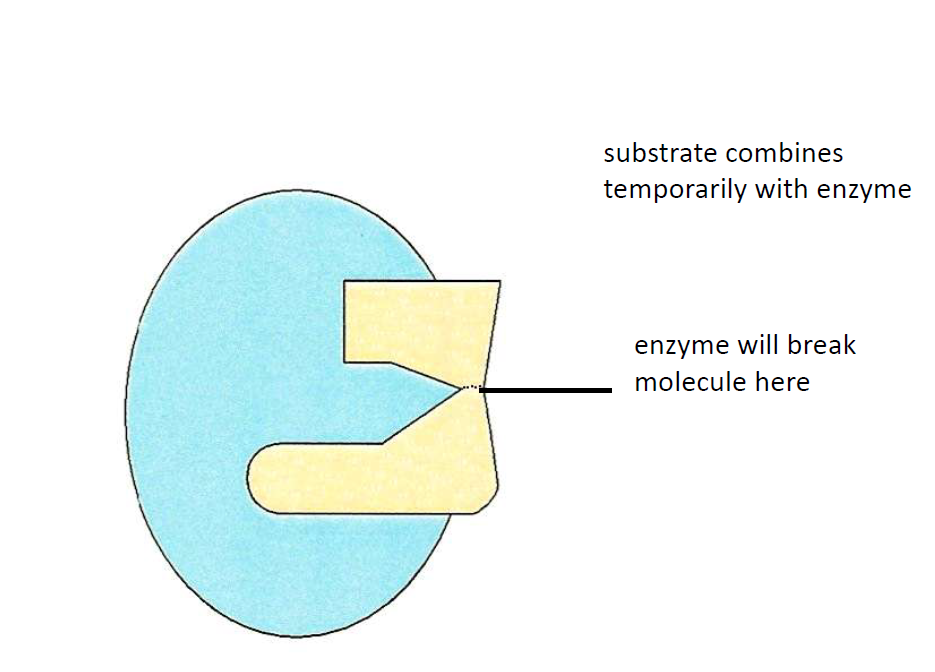 substrate combines
temporarily with enzyme
enzyme will break
molecule here